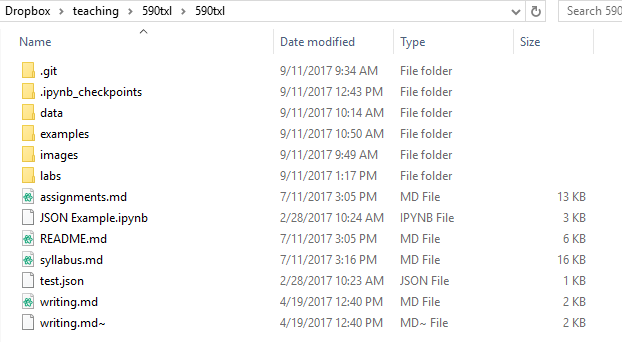 Dropbox > teaching > 590txl > 590txl Search 590
Name Date modified Type Size
.git 9/11/2017 9:34 AM File folder
.ipynb_checkpoints 9/11/2017 12:43 PM File folder
data 9/11/2017 10:14 AM File folder
examples 9/11/2017 10:50 AM File folder
images 9/11/2017 9:49 AM File folder
labs 9/11/2017 1:17 PM File folder
assignments.md 7/11/2017 3:05 PM MD File 13 KB
JSON Example.ipynb 2/28/2017 10:24 AM IPYNB File 3 KB
README.md 7/11/2017 3:05 PM MD File 6 KB
syllabus.md 7/11/2017 3:16 PM MD File 16 KB
test.json 2/28/2017 10:23 AM JSON File 1 KB
writing.md 4/19/2017 12:40 PM MD File 2 KB
writing.md~ 4/19/2017 12:40 PM MD~ File 2 KB